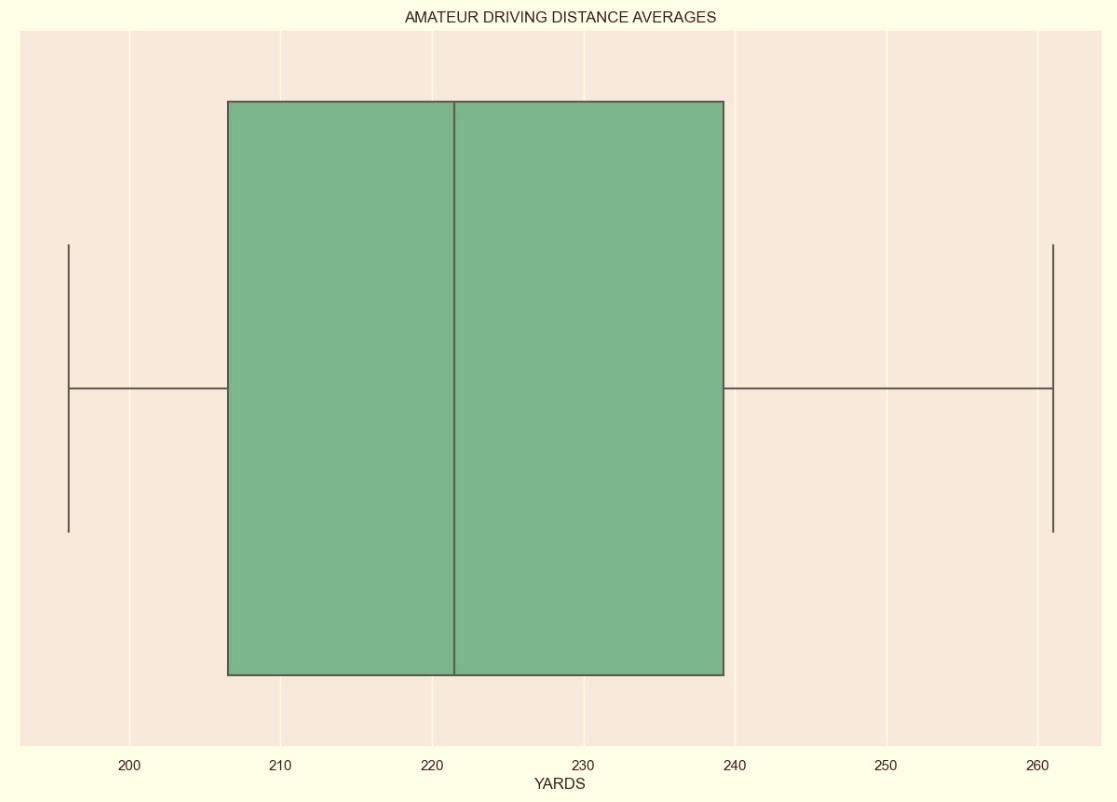 AMATEUR DRIVING DISTANCE AVERAGES
200 210 220 230 240 250 260
YARDS